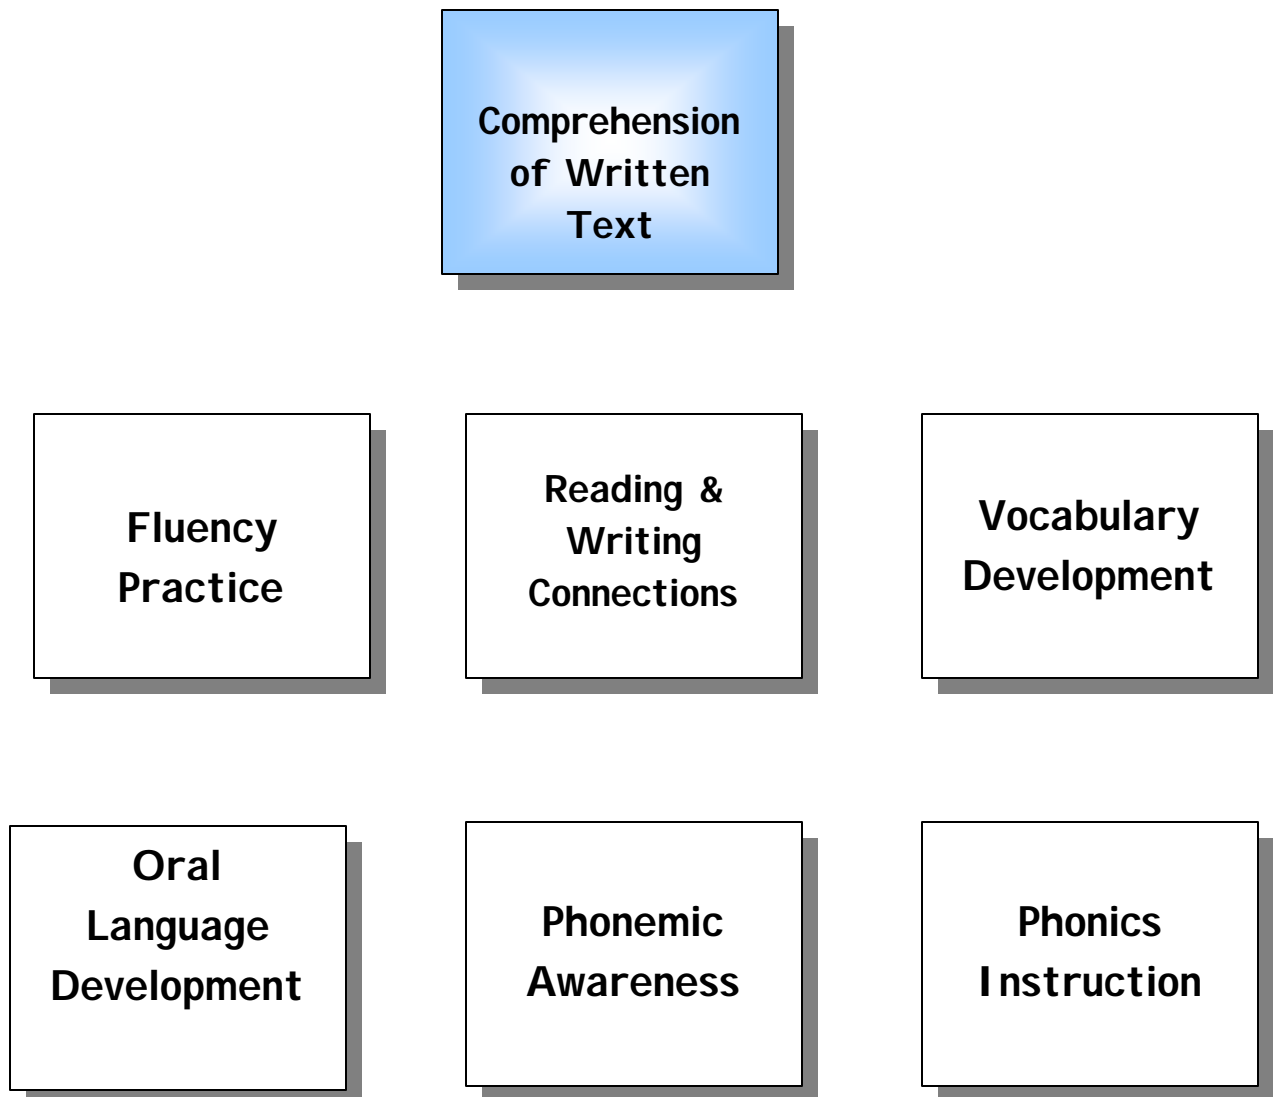 Comprehension
of Written
Text
Fluency
Practice
Reading &
Writing
Connections
Vocabulary
Development
Oral
Language
Development
Phonemic
Awareness
Phonics
Instruction